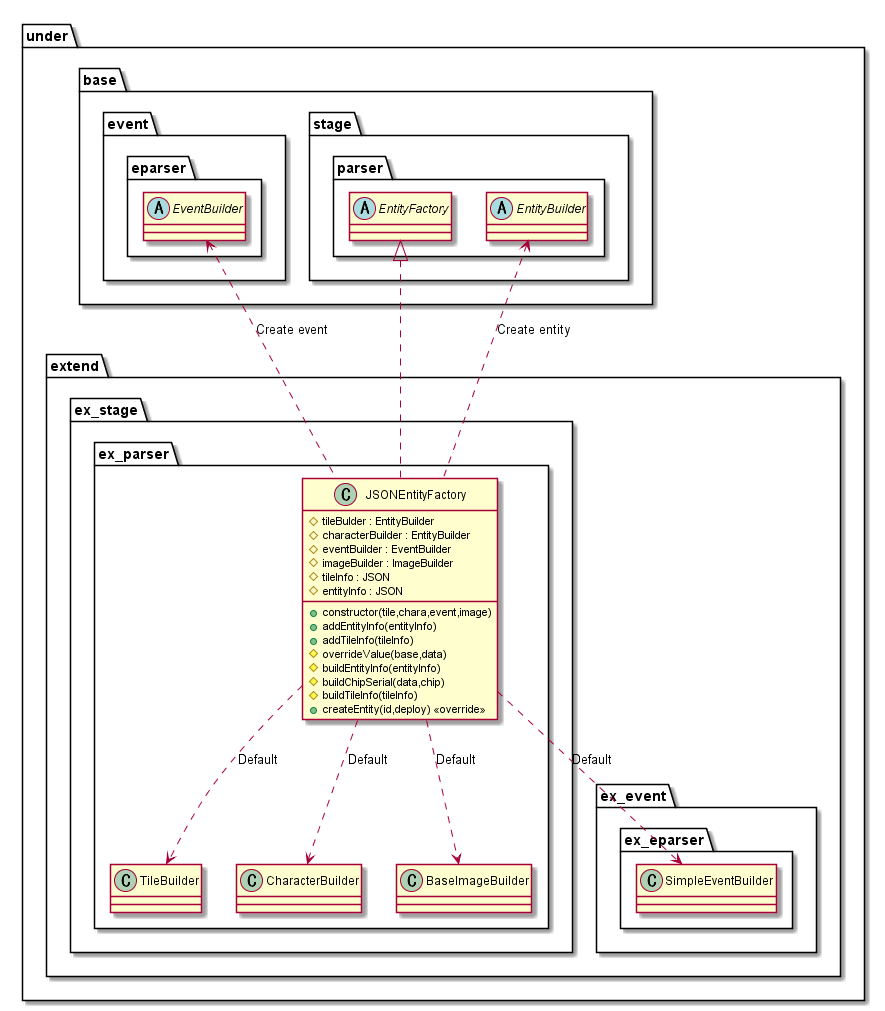 under
base
event
stage
eparser
parser
A EventBuilder
A EntityFactory
A EntityBuilder
Create event
Create entity
extend
ex_stage
ex_parser
C JSONEntityFactory
tileBulder : EntityBuilder
characterBuilder : EntityBuilder
eventBuilder : EventBuilder
imageBuilder : ImageBuilder
tileInfo : JSON
entityInfo : JSON
constructor(tile,chara,event,image)
addEntityInfo(entityInfo)
addTileInfo(tileInfo)
overrideValue(base,data)
buildEntityInfo(entityInfo)
buildChipSerial(data,chip)
buildTileInfo(tileInfo)
createEntity(id,deploy) «override»
Default
Default
Default
Default
ex_event
ex_eparser
C TileBuilder
C CharacterBuilder
C BaseImageBuilder
C SimpleEventBuilder